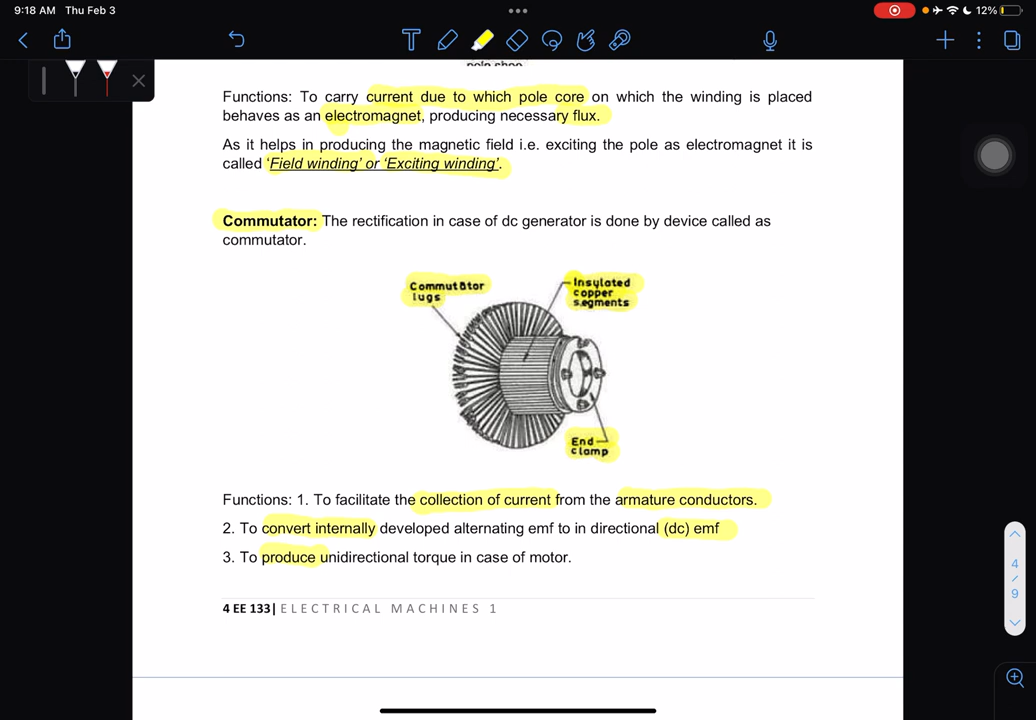 9:18 AM Thu Feb 3
12%
Functions: To carry current due to which pole core on which the winding is placed
behaves as an electromagnet, producing necessary flux.
As it helps in producing the magnetic field i.e. exciting the pole as electromagnet it is
called ‘Field winding’ or ‘Exciting winding’.
Commutator: The rectification in case of dc generator is done by device called as
commutator.
Commutator
lugs
Insulated
copper
segments
End
clamp
Functions: 1. To facilitate the collection of current from the armature conductors.
2. To convert internally developed alternating emf to in directional (dc) emf
3. To produce unidirectional torque in case of motor.
4 EE 133| ELECTRICAL MACHINES 1
4
/
9